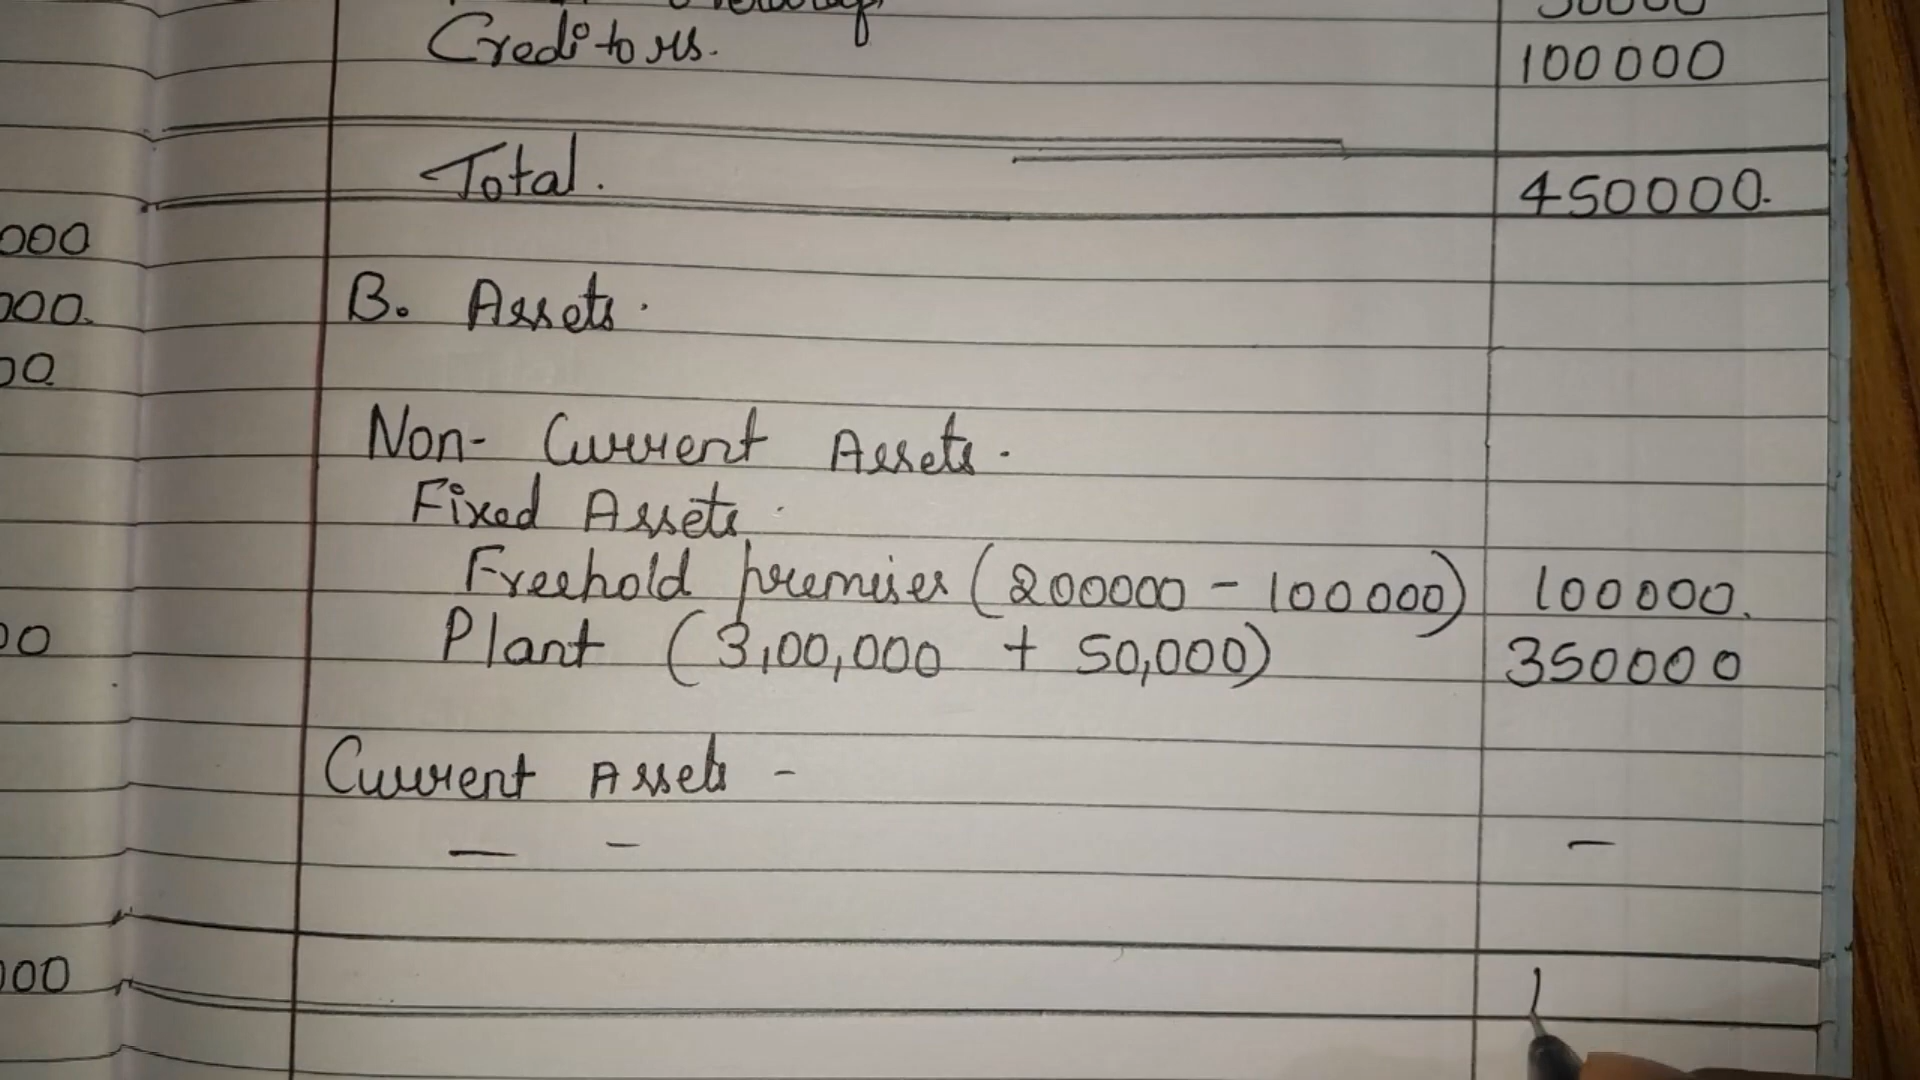 Creditors. 100000
Total. 450000.
000
B. Assets.
000.
00
Non-Current Assets.
Fixed Assets.
Freehold premises (200000 - 100000) 100000.
Plant (3,00,000 + 50,000) 350000
00
Current Assets -
— - —
000